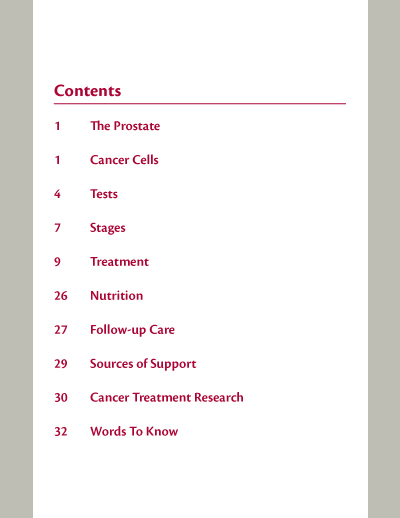 Contents
1 The Prostate
1 Cancer Cells
4 Tests
7 Stages
9 Treatment
26 Nutrition
27 Follow-up Care
29 Sources of Support
30 Cancer Treatment Research
32 Words To Know